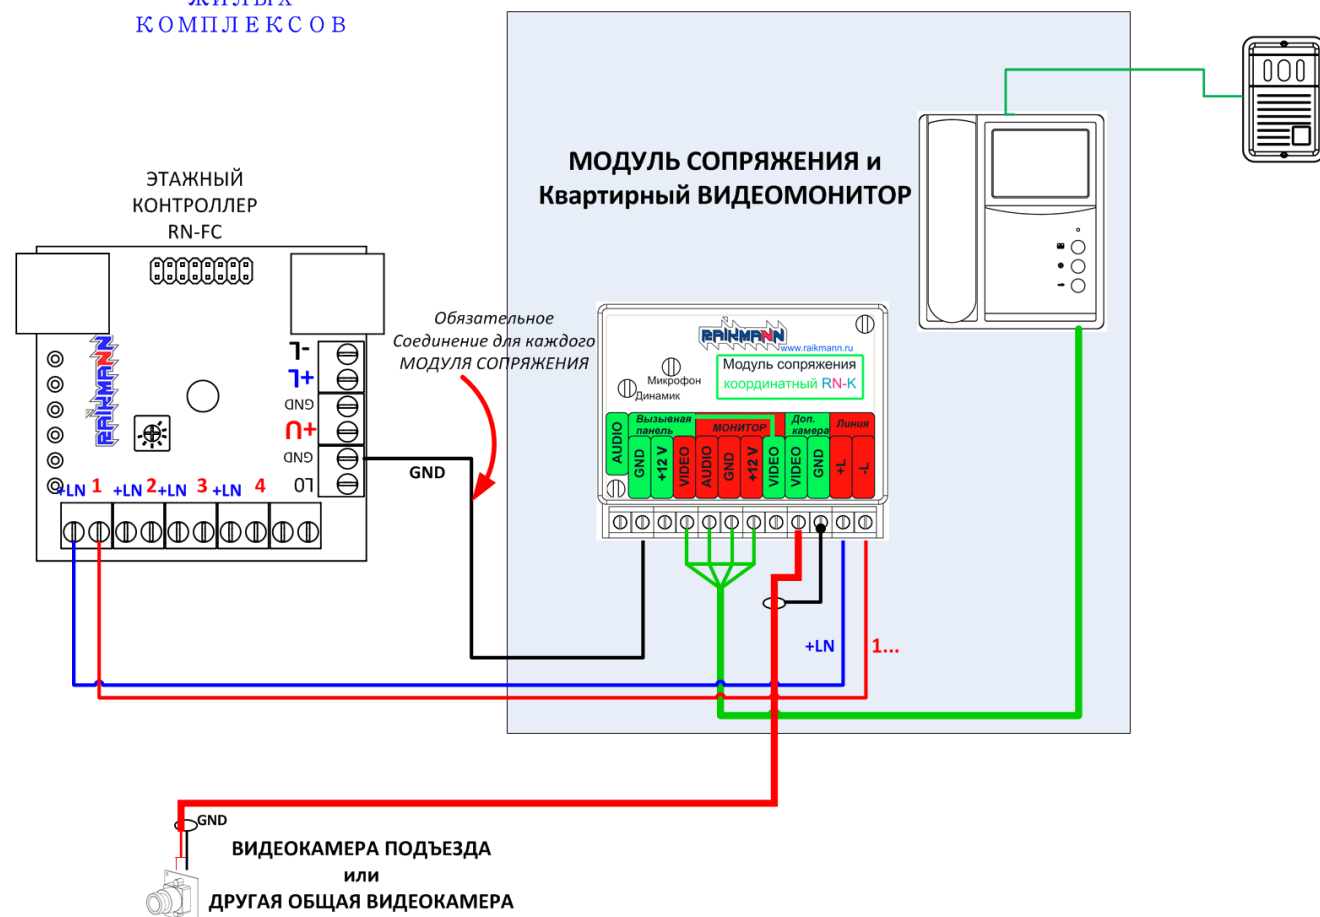 ЖИЛЫХ
КОМПЛЕКСОВ
МОДУЛЬ СОПРЯЖЕНИЯ и
Квартирный ВИДЕОМОНИТОР
ЭТАЖНЫЙ
КОНТРОЛЛЕР
RN-FC
Обязательное
Соединение для каждого
МОДУЛЯ СОПРЯЖЕНИЯ
RAIKMANN
-L
+L
GND
+U
GND
LO
GND
+LN 1 +LN 2 +LN 3 +LN 4
RAIKMANN
www.raikmann.ru
Модуль сопряжения
координатный RN-K
Микрофон
Динамик
Вызывная
панель
МОНИТОР
Доп.
камера
Линия
AUDIO
GND
+12 V
VIDEO
AUDIO
GND
+12 V
VIDEO
VIDEO
GND
+L
-L
+LN
1...
GND
ВИДЕОКАМЕРА ПОДЪЕЗДА
или
ДРУГАЯ ОБЩАЯ ВИДЕОКАМЕРА